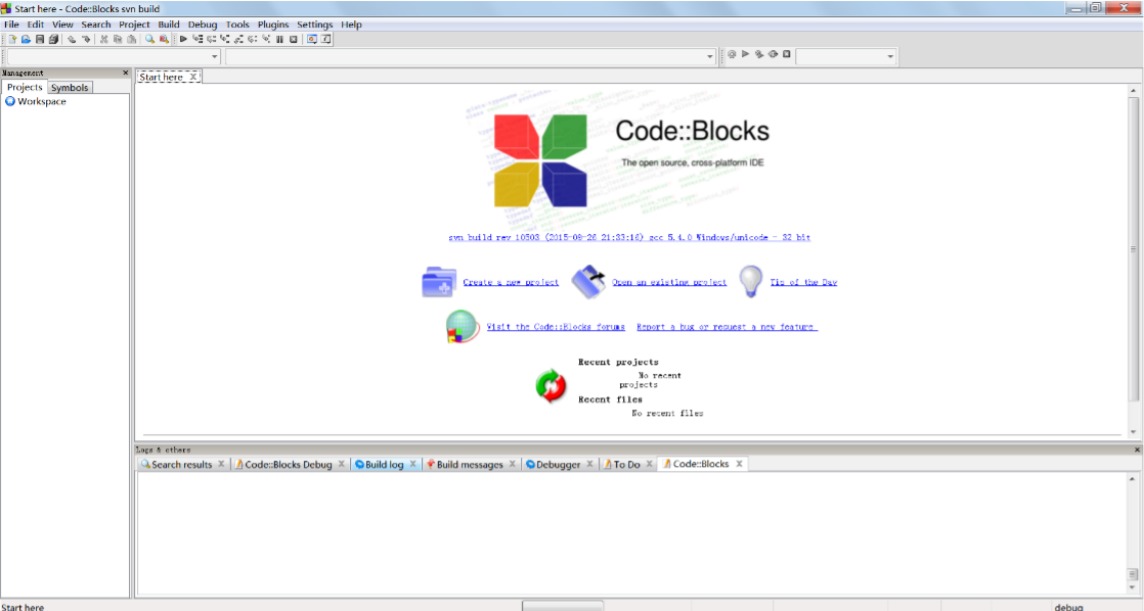 Start here - Code::Blocks svn build
File Edit View Search Project Build Debug Tools Plugins Settings Help
Management
Projects Symbols
Workspace
Start here
Code::Blocks
The open source, cross-platform IDE
svn build rev 10503 (2015-09-26 21:33:16) gcc 5.4.0 Windows/unicode - 32 bit
Create a new project Open an existing project Tip of the Day
Visit the Code::Blocks forums Report a bug or request a new feature
Recent projects
No recent
projects
Recent files
No recent files
Logs & others
Search results Code::Blocks Debug Build log Build messages Debugger To Do Code::Blocks
Start here debug